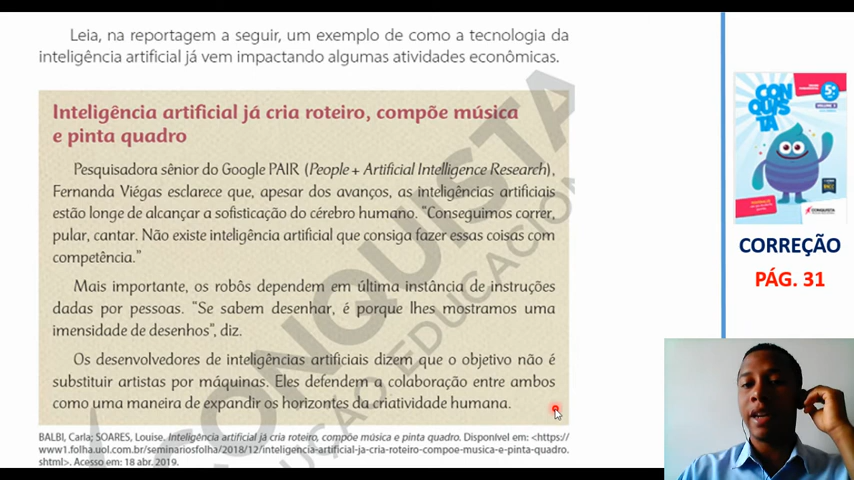 Leia, na reportagem a seguir, um exemplo de como a tecnologia da
inteligência artificial já vem impactando algumas atividades econômicas.
Inteligência artificial já cria roteiro, compõe música
e pinta quadro
Pesquisadora sênior do Google PAIR (People + Artificial Intelligence Research),
Fernanda Viégas esclarece que, apesar dos avanços, as inteligências artificiais
estão longe de alcançar a sofisticação do cérebro humano. "Conseguimos correr,
pular, cantar. Não existe inteligência artificial que consiga fazer essas coisas com
competência."
Mais importante, os robôs dependem em última instância de instruções
dadas por pessoas. "Se sabem desenhar, é porque lhes mostramos uma
imensidade de desenhos", diz.
Os desenvolvedores de inteligências artificiais dizem que o objetivo não é
substituir artistas por máquinas. Eles defendem a colaboração entre ambos
como uma maneira de expandir os horizontes da criatividade humana.
BALBI, Carla; SOARES, Louise. Inteligência artificial já cria roteiro, compõe música e pinta quadro. Disponível em: <https://
www1.folha.uol.com.br/seminariosfolha/2018/12/inteligencia-artificial-ja-cria-roteiro-compoe-musica-e-pinta-quadro.
shtml>. Acesso em: 18 abr. 2019.
CONQUISTA
EDUCAÇÃO
CON
QUIS
TA
5º
VOLUME
CONQUISTA
CORREÇÃO
PÁG. 31